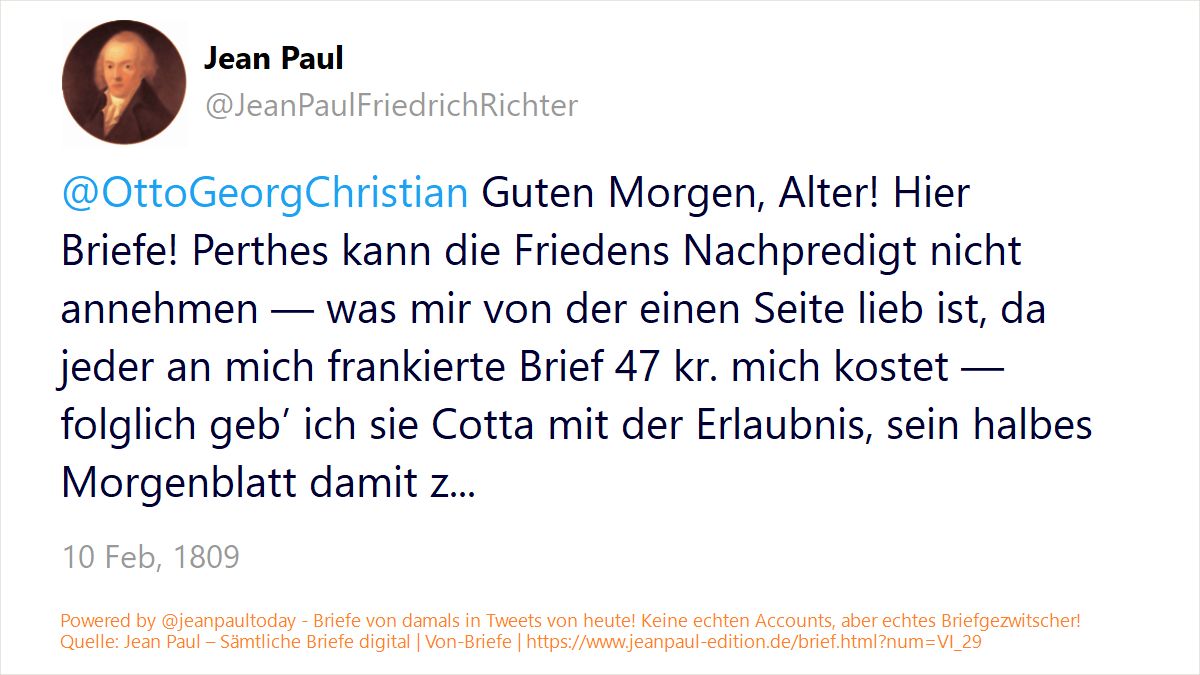 Jean Paul
@JeanPaulFriedrichRichter
@OttoGeorgChristian Guten Morgen, Alter! Hier
Briefe! Perthes kann die Friedens Nachpredigt nicht
annehmen — was mir von der einen Seite lieb ist, da
jeder an mich frankierte Brief 47 kr. mich kostet —
folglich geb’ ich sie Cotta mit der Erlaubnis, sein halbes
Morgenblatt damit z...
10 Feb, 1809
Powered by @jeanpaultoday - Briefe von damals in Tweets von heute! Keine echten Accounts, aber echtes Briefgezwitscher!
Quelle: Jean Paul – Sämtliche Briefe digital | Von-Briefe | https://www.jeanpaul-edition.de/brief.html?num=VI_29